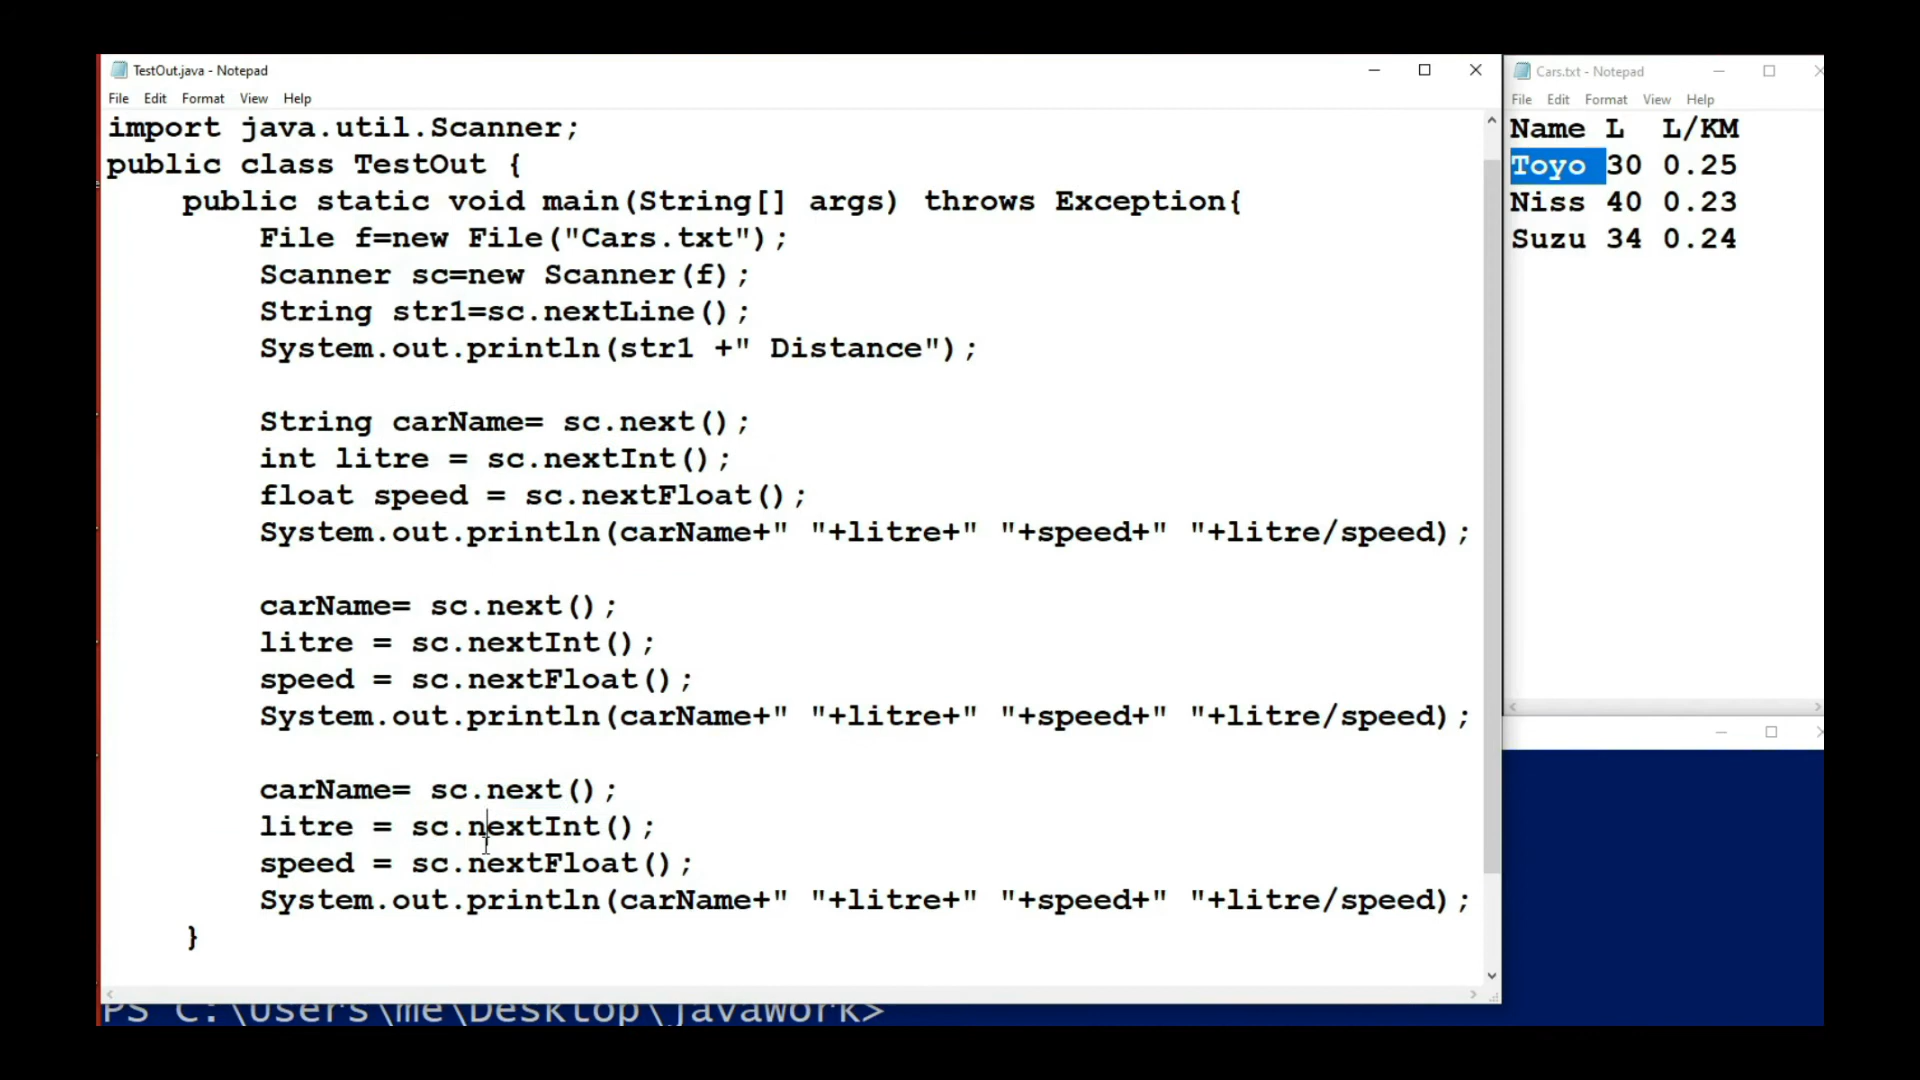 TestOut.java - Notepad
File Edit Format View Help
import java.util.Scanner;
public class TestOut {
public static void main(String[] args) throws Exception{
File f=new File("Cars.txt");
Scanner sc=new Scanner(f);
String str1=sc.nextLine();
System.out.println(str1 +" Distance");
String carName= sc.next();
int litre = sc.nextInt();
float speed = sc.nextFloat();
System.out.println(carName+" "+litre+" "+speed+" "+litre/speed);
carName= sc.next();
litre = sc.nextInt();
speed = sc.nextFloat();
System.out.println(carName+" "+litre+" "+speed+" "+litre/speed);
carName= sc.next();
litre = sc.nextInt();
speed = sc.nextFloat();
System.out.println(carName+" "+litre+" "+speed+" "+litre/speed);
}
Cars.txt - Notepad
File Edit Format View Help
Name L L/KM
Toyo 30 0.25
Niss 40 0.23
Suzu 34 0.24
PS C:\Users\me\Desktop\javawork>